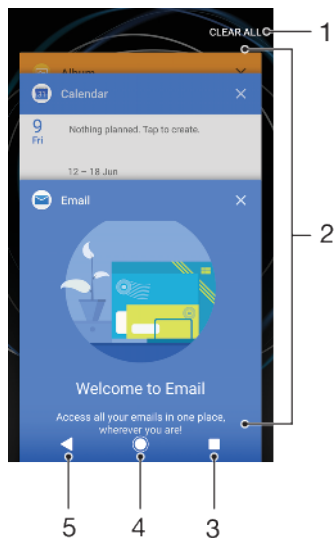 CLEAR ALL
1
Album
Calendar
9
Fri
Nothing planned. Tap to create.
12 – 18 Jun
2
Email
Welcome to Email
Access all your emails in one place,
wherever you are!
5
4
3